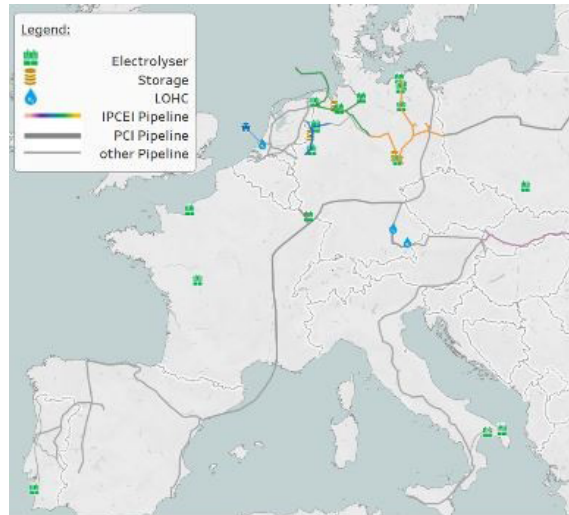 Legend:
Electrolyser
Storage
LOHC
IPCEI Pipeline
PCI Pipeline
other Pipeline